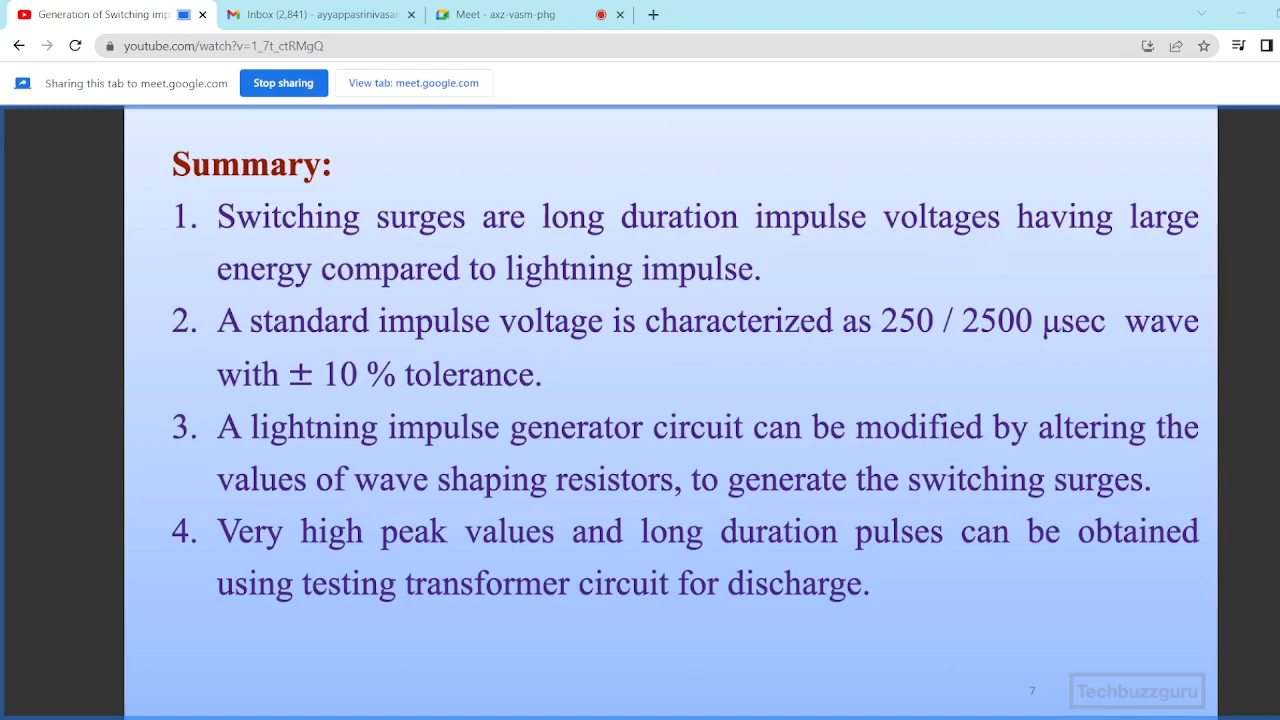 Generation of Switching imp
Inbox (2,841) - ayyappasrinivasan
Meet - axz-vasm-phg
youtube.com/watch?v=1_7t_ctRMgQ
Sharing this tab to meet.google.com
Stop sharing
View tab: meet.google.com
Summary:
1. Switching surges are long duration impulse voltages having large
energy compared to lightning impulse.
2. A standard impulse voltage is characterized as 250 / 2500 μsec wave
with ± 10 % tolerance.
3. A lightning impulse generator circuit can be modified by altering the
values of wave shaping resistors, to generate the switching surges.
4. Very high peak values and long duration pulses can be obtained
using testing transformer circuit for discharge.
7
Techbuzzguru